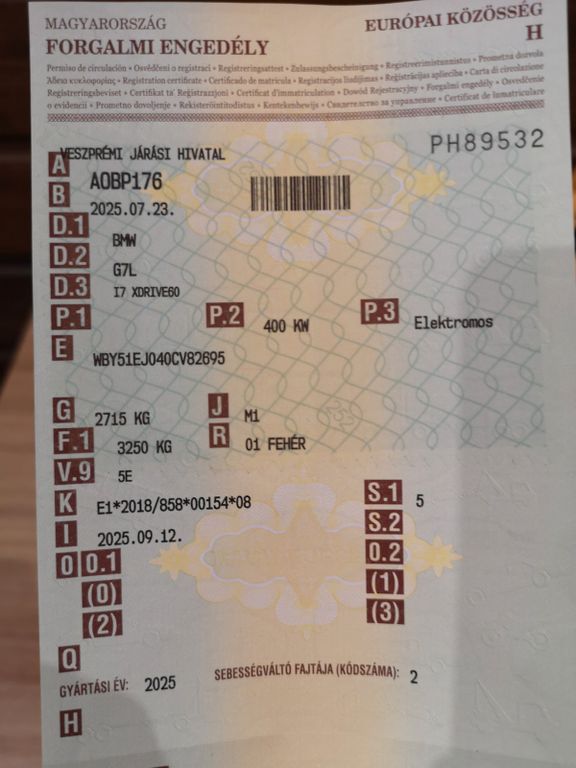 MAGYARORSZÁG
EURÓPAI KÖZÖSSÉG
FORGALMI ENGEDÉLY
H
Permiso de circulación • Osvědčení o registraci • Registreringsattest • Zulassungsbescheinigung • Registreerimistunnistus • Prometna dozvola
Άδεια κυκλοφορίας • Registration certificate • Certificado de matrícula • Registracijos liudijimas • Reģistrācijas apliecība • Carta di circolazione
Registreringsbeviset • Certifikat ta' Reġistrazzjoni • Certificat d'immatriculation • Dowód Rejestracyjny • Forgalmi engedély • Osvedčenie
o evidencii • Prometno dovoljenje • Rekisteröintitodistus • Kentekenbewijs • Свидетелство за управление • Certificat de înmatriculare
PH89532
VESZPRÉMI JÁRÁSI HIVATAL
A AOBP176
B 2025.07.23.
D.1 BMW
D.2 G7L
D.3 I7 XDRIVE60
P.1 P.2 400 KW P.3 Elektromos
E WBY51EJ040CV82695
G 2715 KG J M1
F.1 3250 KG R 01 FEHÉR
V.9 5E
K E1*2018/858*00154*08 S.1 5
I 2025.09.12. S.2
O O.1 O.2
(0) (1)
(2) (3)
Q
GYÁRTÁSI ÉV: 2025 SEBESSÉGVÁLTÓ FAJTÁJA (KÓDSZÁMA): 2
H